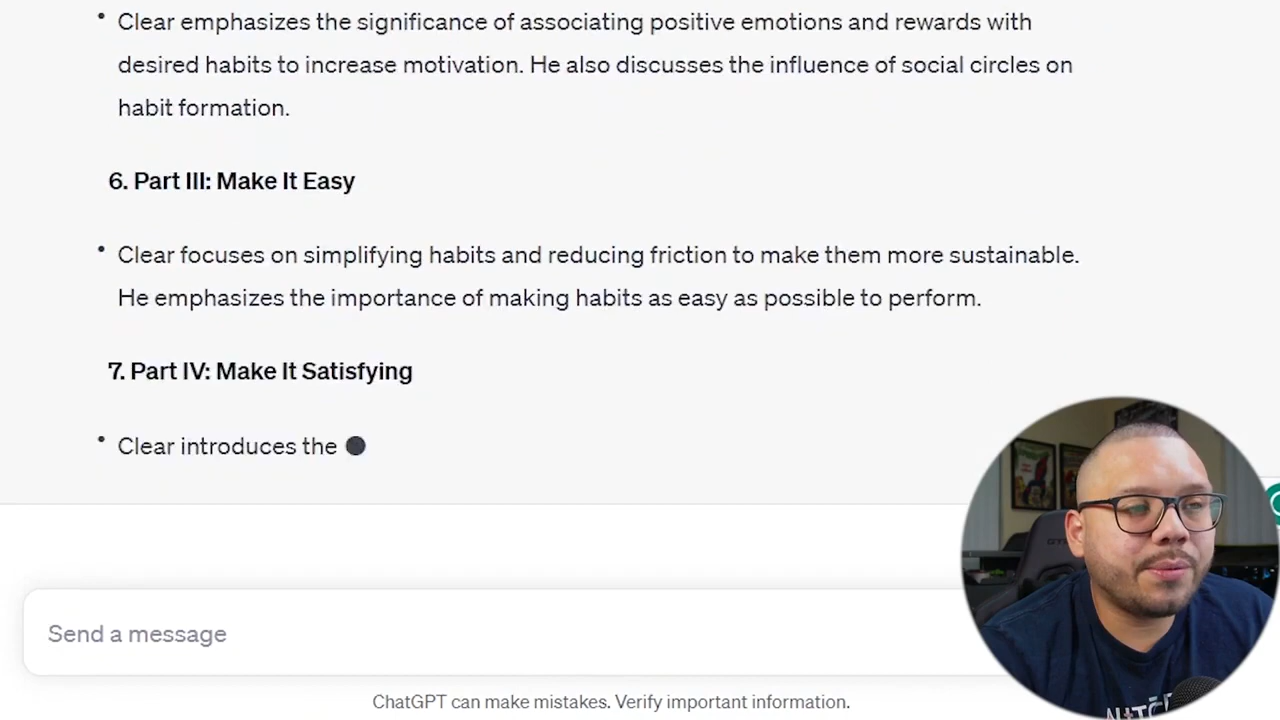 • Clear emphasizes the significance of associating positive emotions and rewards with
desired habits to increase motivation. He also discusses the influence of social circles on
habit formation.
6. Part III: Make It Easy
• Clear focuses on simplifying habits and reducing friction to make them more sustainable.
He emphasizes the importance of making habits as easy as possible to perform.
7. Part IV: Make It Satisfying
• Clear introduces the
Send a message
ChatGPT can make mistakes. Verify important information.